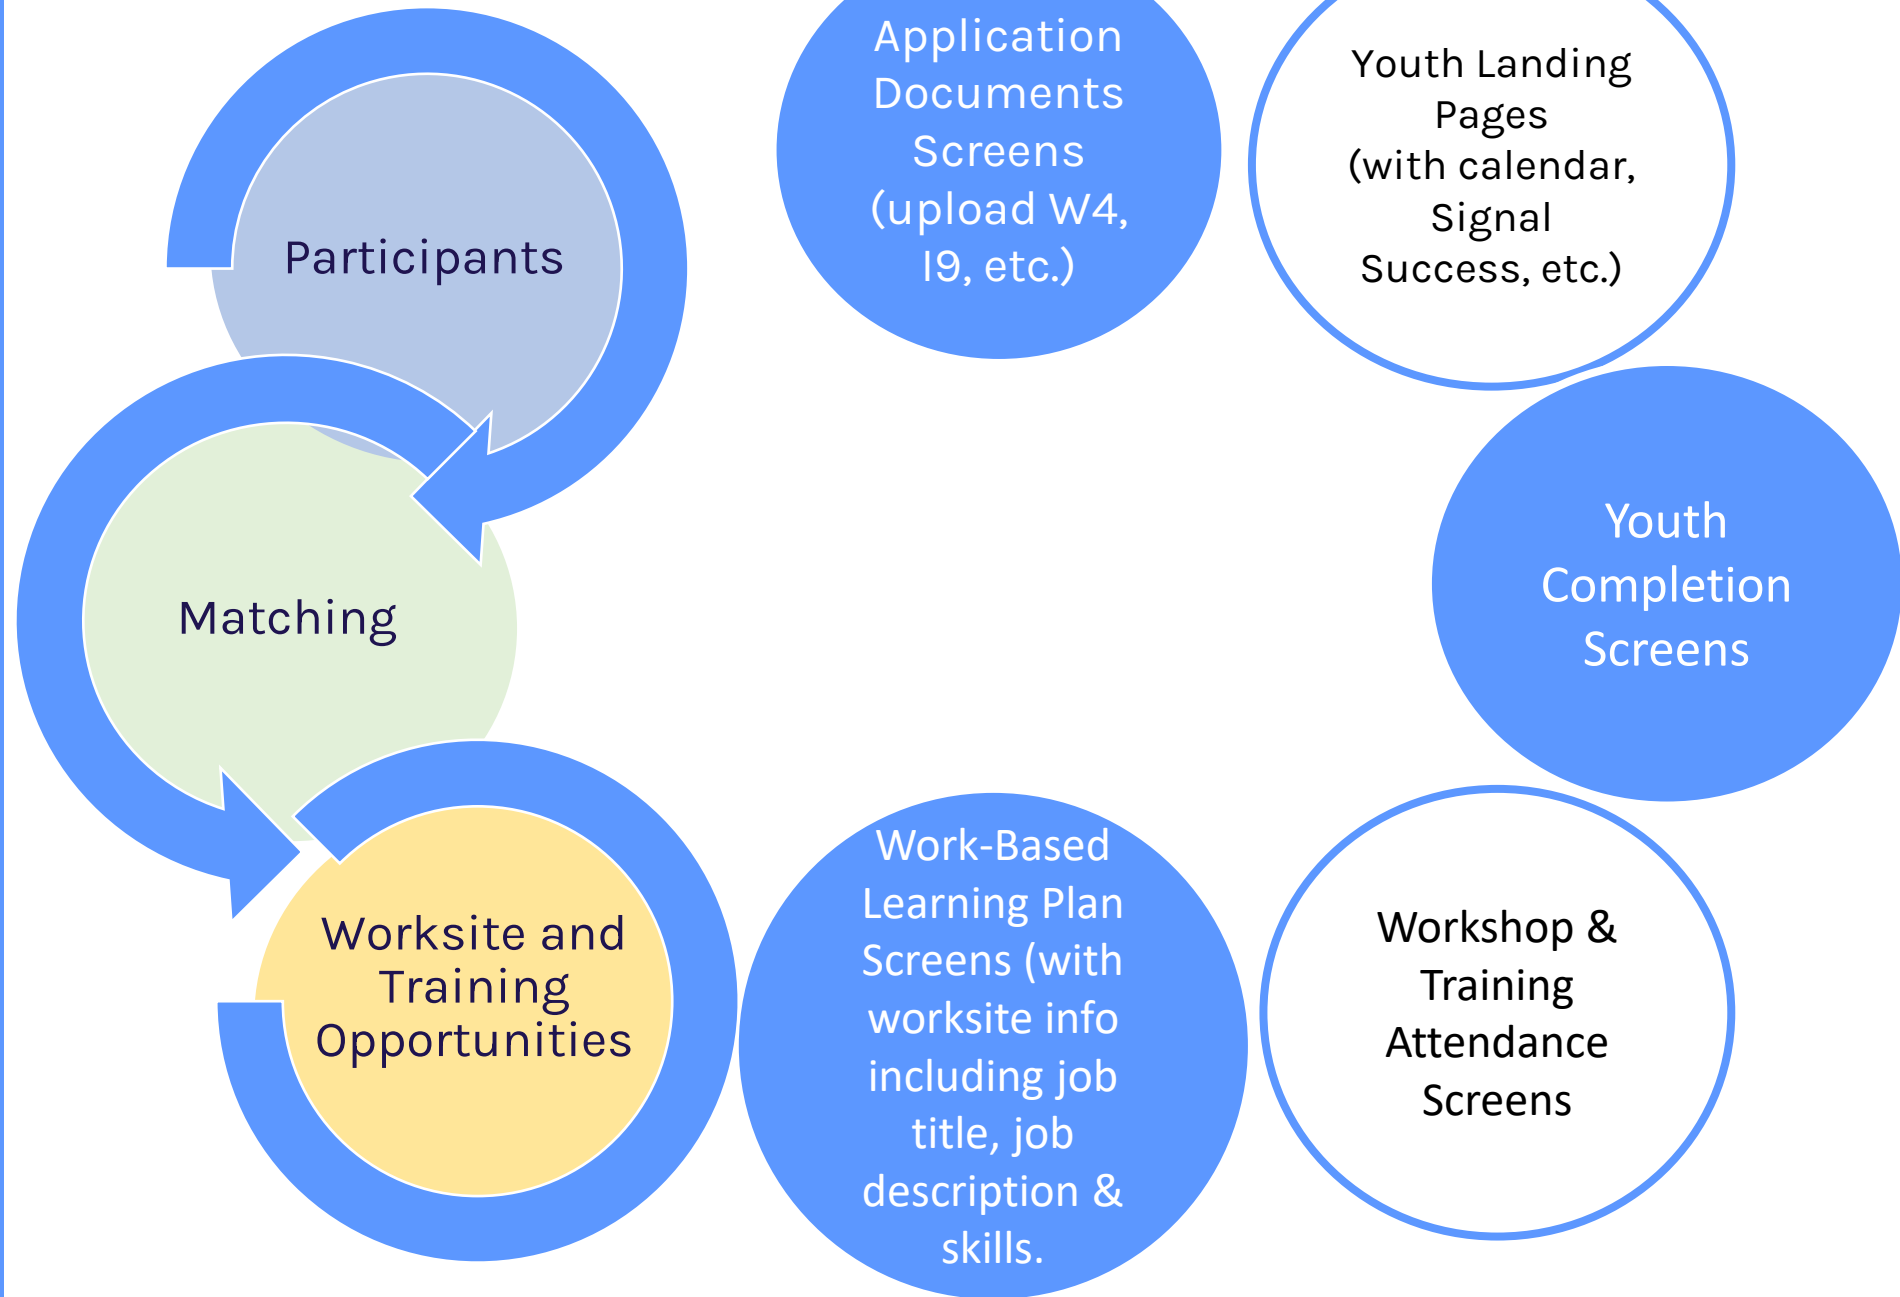 Participants
Matching
Worksite and
Training
Opportunities
Application
Documents
Screens
(upload W4,
I9, etc.)
Youth Landing
Pages
(with calendar,
Signal
Success, etc.)
Youth
Completion
Screens
Work-Based
Learning Plan
Screens (with
worksite info
including job
title, job
description &
skills.
Workshop &
Training
Attendance
Screens